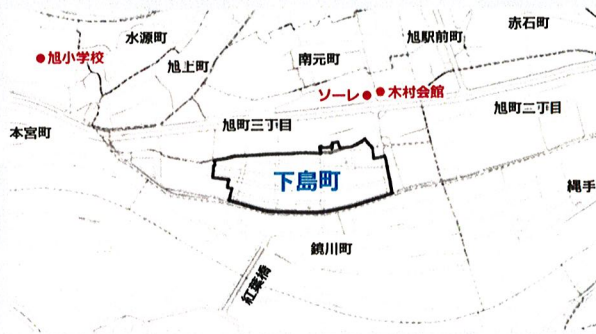 水源町
旭駅前町
赤石町
旭小学校
旭上町
南元町
ソーレ
木村会館
旭町二丁目
本宮町
旭町三丁目
下島町
縄手
鏡川町
紅葉橋